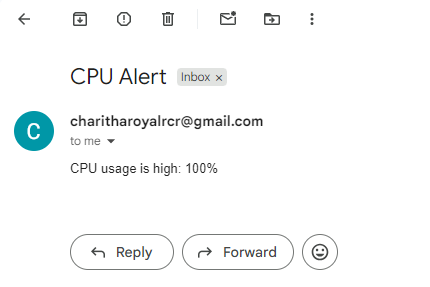 CPU Alert Inbox ×
C
charitharoyalrcr@gmail.com
to me
CPU usage is high: 100%
Reply Forward